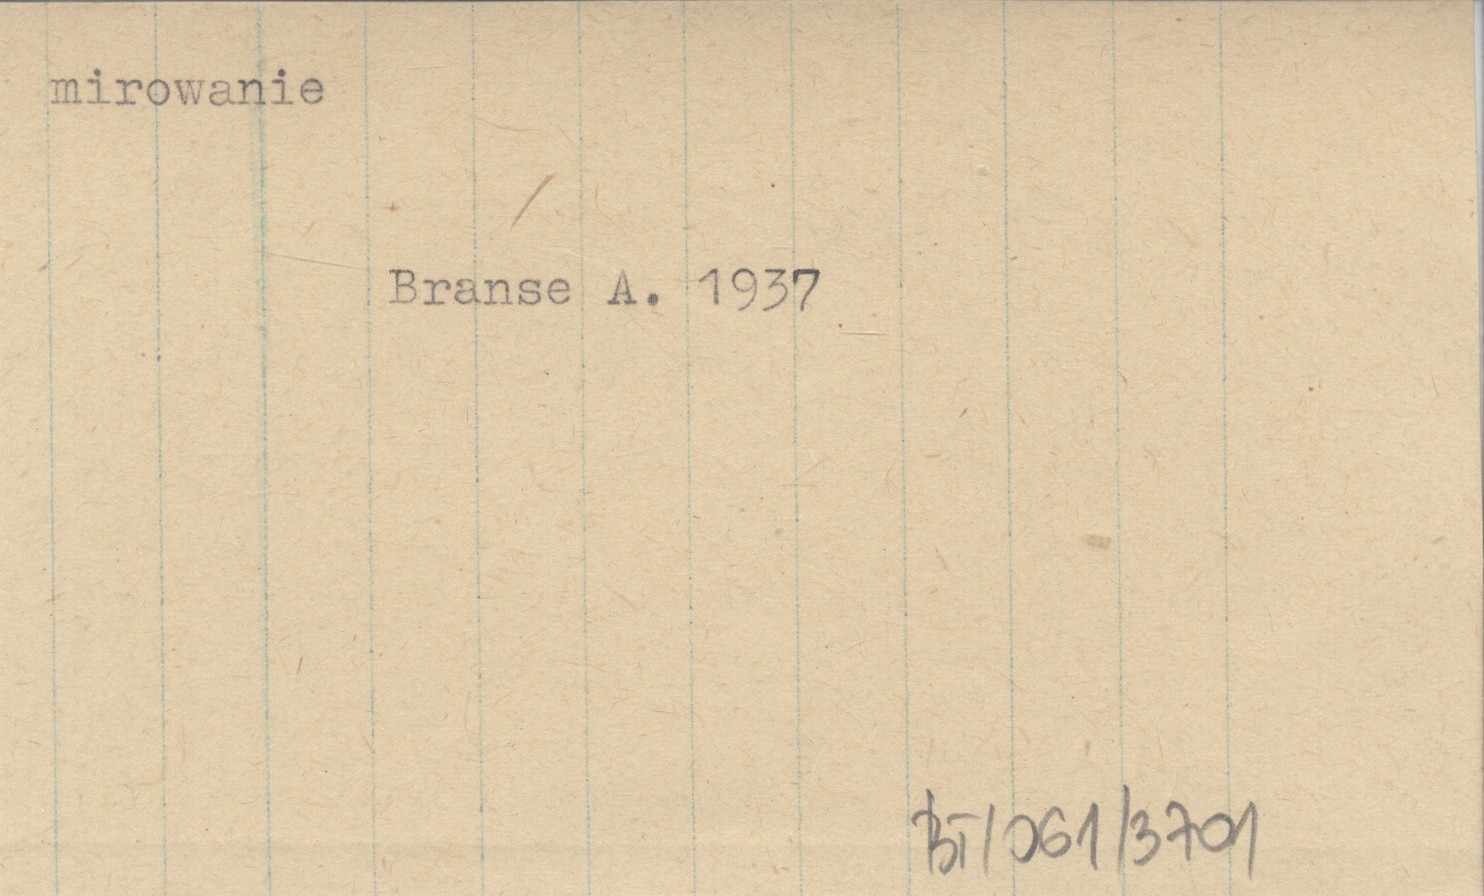 mirowanie
Branse A. 1937
BT/061/3701